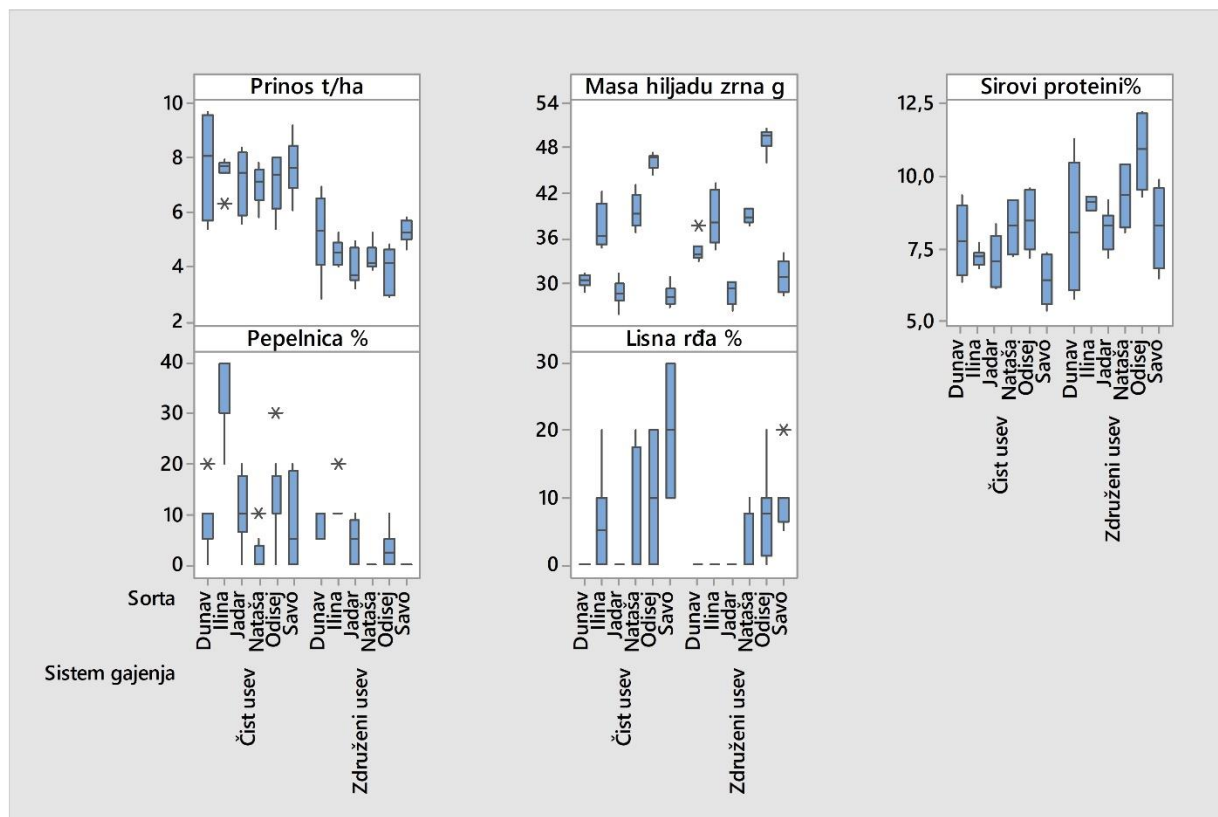 Prinos t/ha
10
8
6
4
2
Masa hiljadu zrna g
54
48
42
36
30
Sirovi proteini%
12,5
10,0
7,5
5,0
Dunav
Ilina
Jadar
Nataša
Odisej
Savo
Dunav
Ilina
Jadar
Nataša
Odisej
Savo
Čist usev
Združeni usev
Pepelnica %
40
30
20
10
0
Lisna rđa %
30
20
10
0
Sorta
Dunav
Ilina
Jadar
Nataša
Odisej
Savo
Dunav
Ilina
Jadar
Nataša
Odisej
Savo
Dunav
Ilina
Jadar
Nataša
Odisej
Savo
Dunav
Ilina
Jadar
Nataša
Odisej
Savo
Sistem gajenja
Čist usev
Združeni usev
Čist usev
Združeni usev